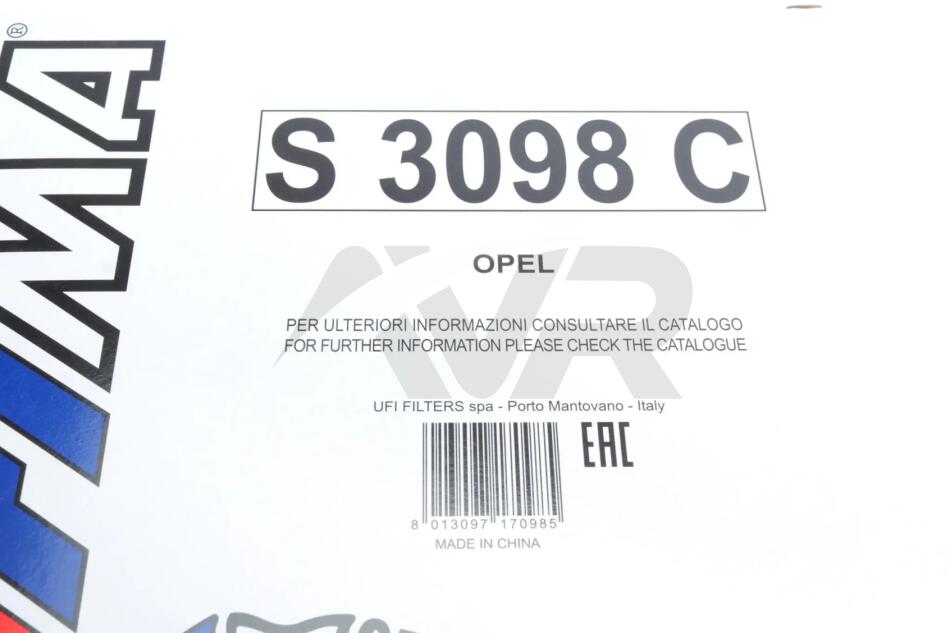 ®
S 3098 C
OPEL
PER ULTERIORI INFORMAZIONI CONSULTARE IL CATALOGO
FOR FURTHER INFORMATION PLEASE CHECK THE CATALOGUE
UFI FILTERS spa - Porto Mantovano - Italy
EAC
8 013097 170985
MADE IN CHINA